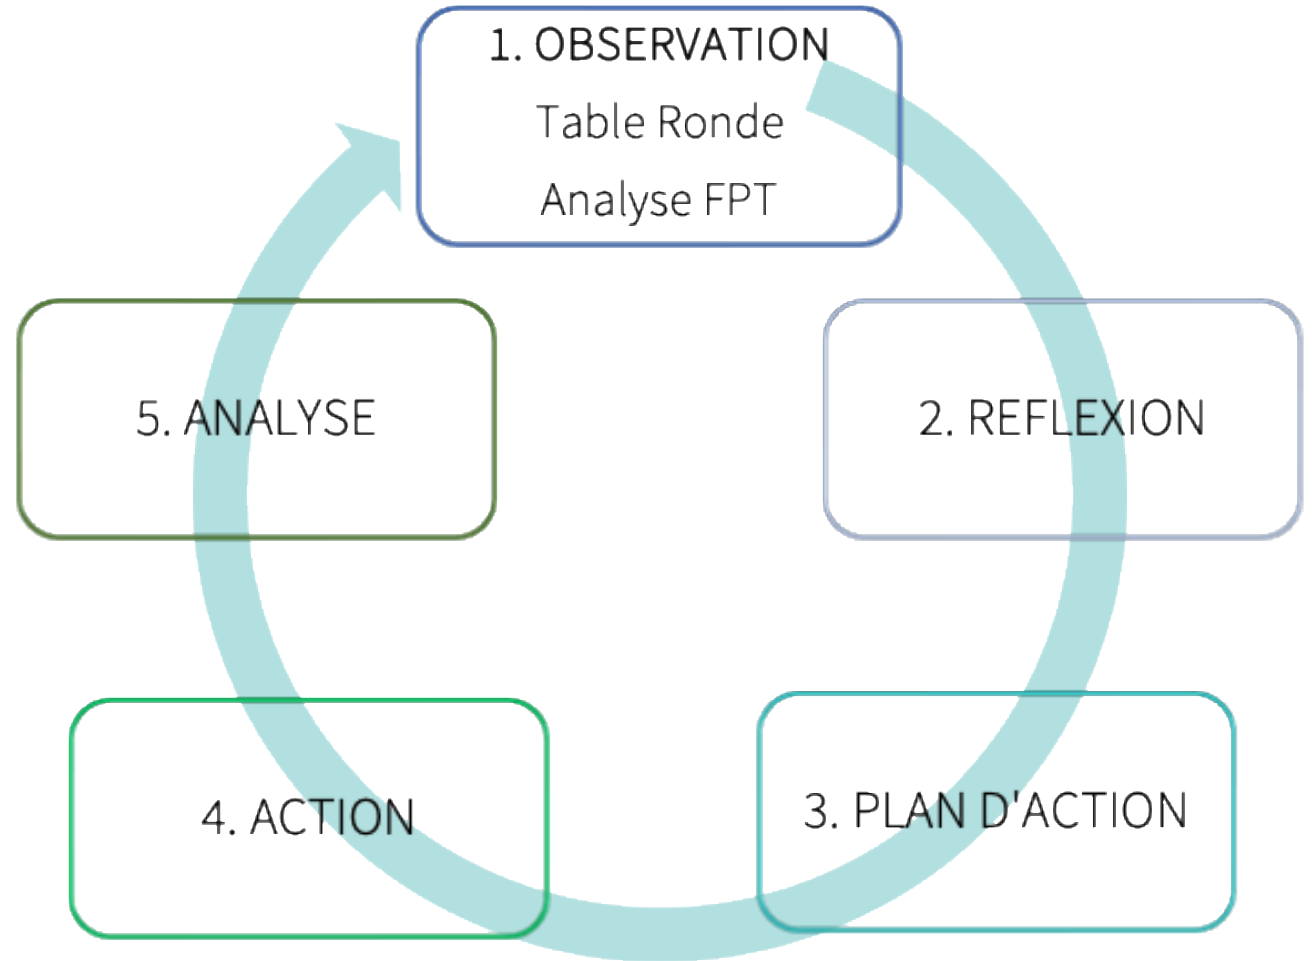 1. OBSERVATION
Table Ronde
Analyse FPT
2. REFLEXION
3. PLAN D'ACTION
4. ACTION
5. ANALYSE